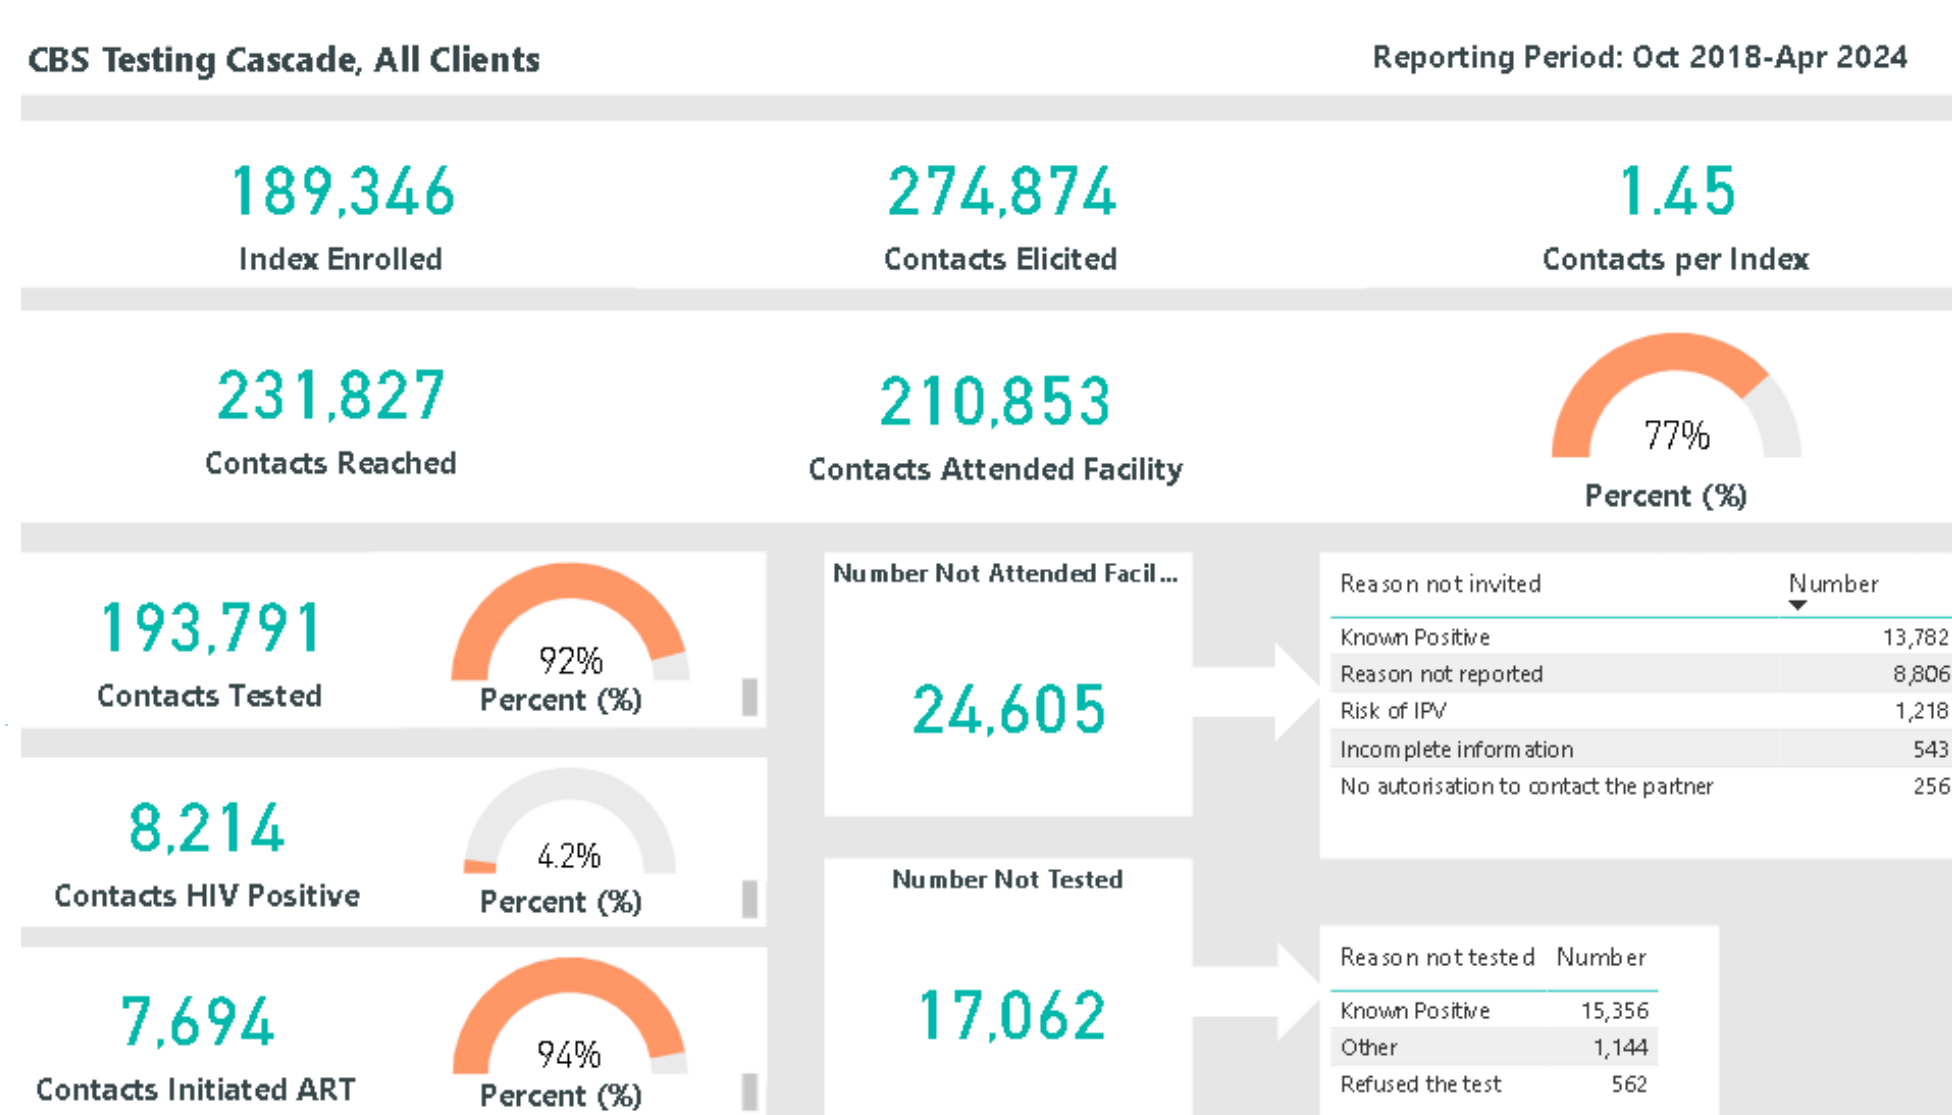 CBS Testing Cascade, All Clients
Reporting Period: Oct 2018-Apr 2024
189,346
Index Enrolled
274,874
Contacts Elicited
1.45
Contacts per Index
231,827
Contacts Reached
210,853
Contacts Attended Facility
77%
Percent (%)
193,791
Contacts Tested
92%
Percent (%)
8,214
Contacts HIV Positive
4.2%
Percent (%)
7,694
Contacts Initiated ART
94%
Percent (%)
Number Not Attended Facil...
24,605
Reason not invited Number
Known Positive 13,782
Reason not reported 8,806
Risk of IPV 1,218
Incomplete information 543
No autorisation to contact the partner 256
Number Not Tested
17,062
Reason not tested Number
Known Positive 15,356
Other 1,144
Refused the test 562